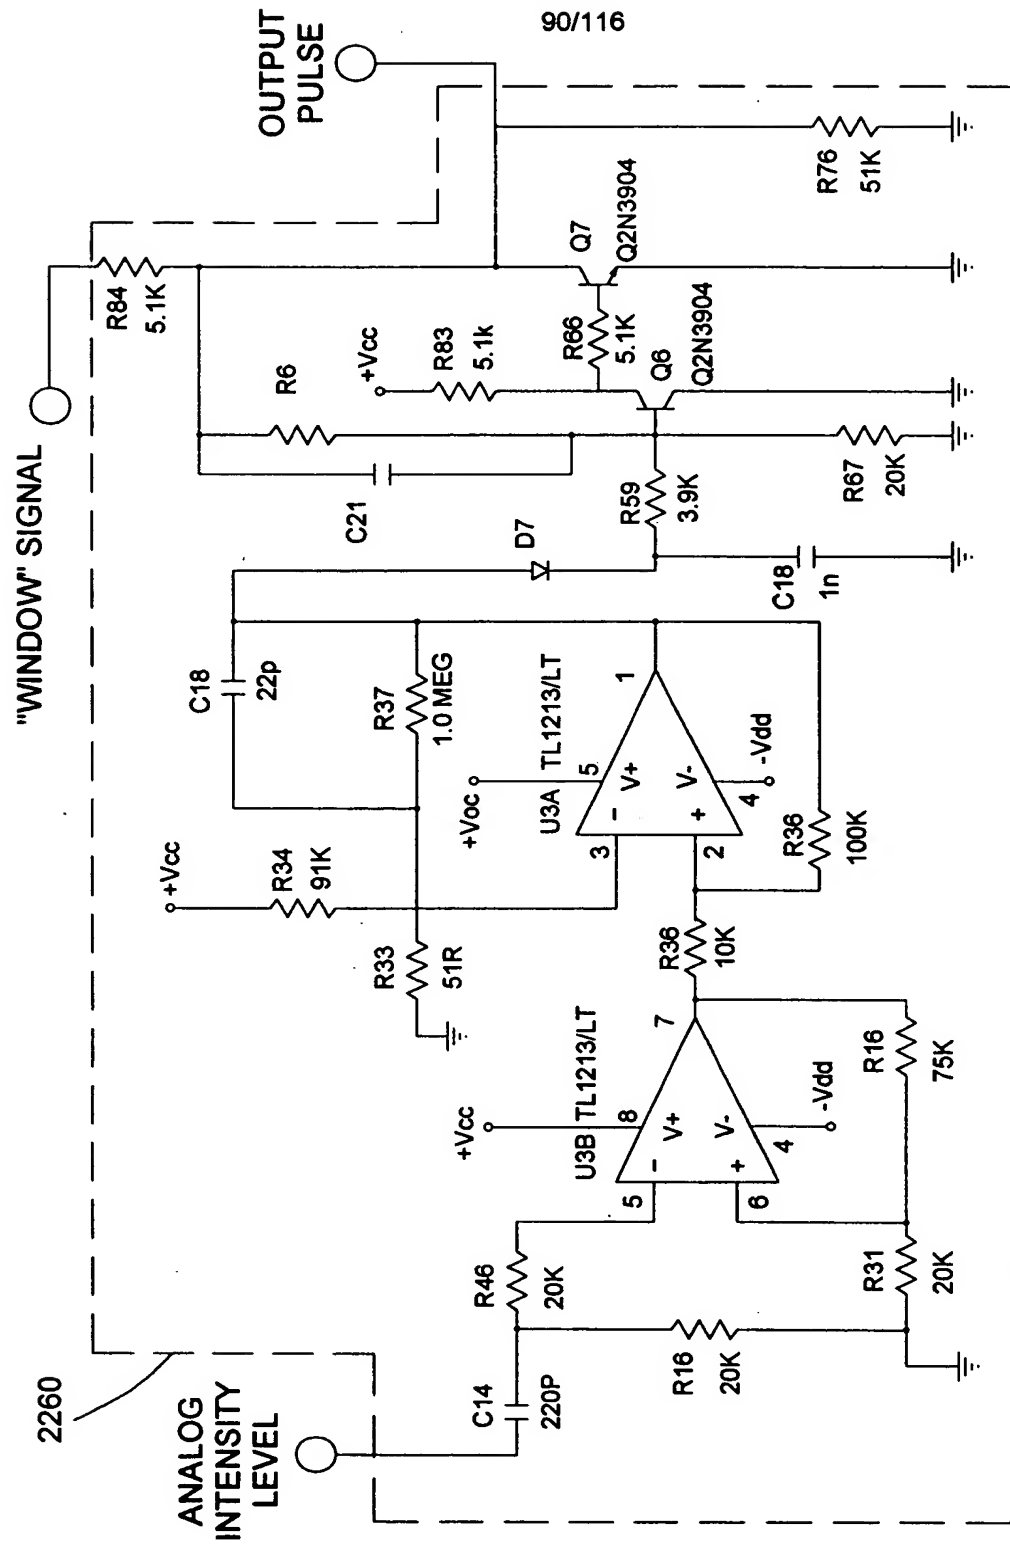 90/116
"WINDOW" SIGNAL
OUTPUT
PULSE
R84
5.1K
R6
C21
+Vcc
R83
5.1k
R66
5.1K
Q7
Q2N3904
Q6
Q2N3904
R76
51K
R67
20K
R59
3.9K
D7
C18
1n
C18
22p
R37
1.0 MEG
+Vcc
R34
91K
R33
51R
+Voc
U3A TL1213/LT
5
V+
V-
4
-Vdd
3
2
1
−
+
R36
100K
R36
10K
+Vcc
U3B TL1213/LT
8
V+
V-
4
-Vdd
5
6
7
−
+
R16
75K
R46
20K
R31
20K
R16
20K
C14
220P
2260
ANALOG
INTENSITY
LEVEL